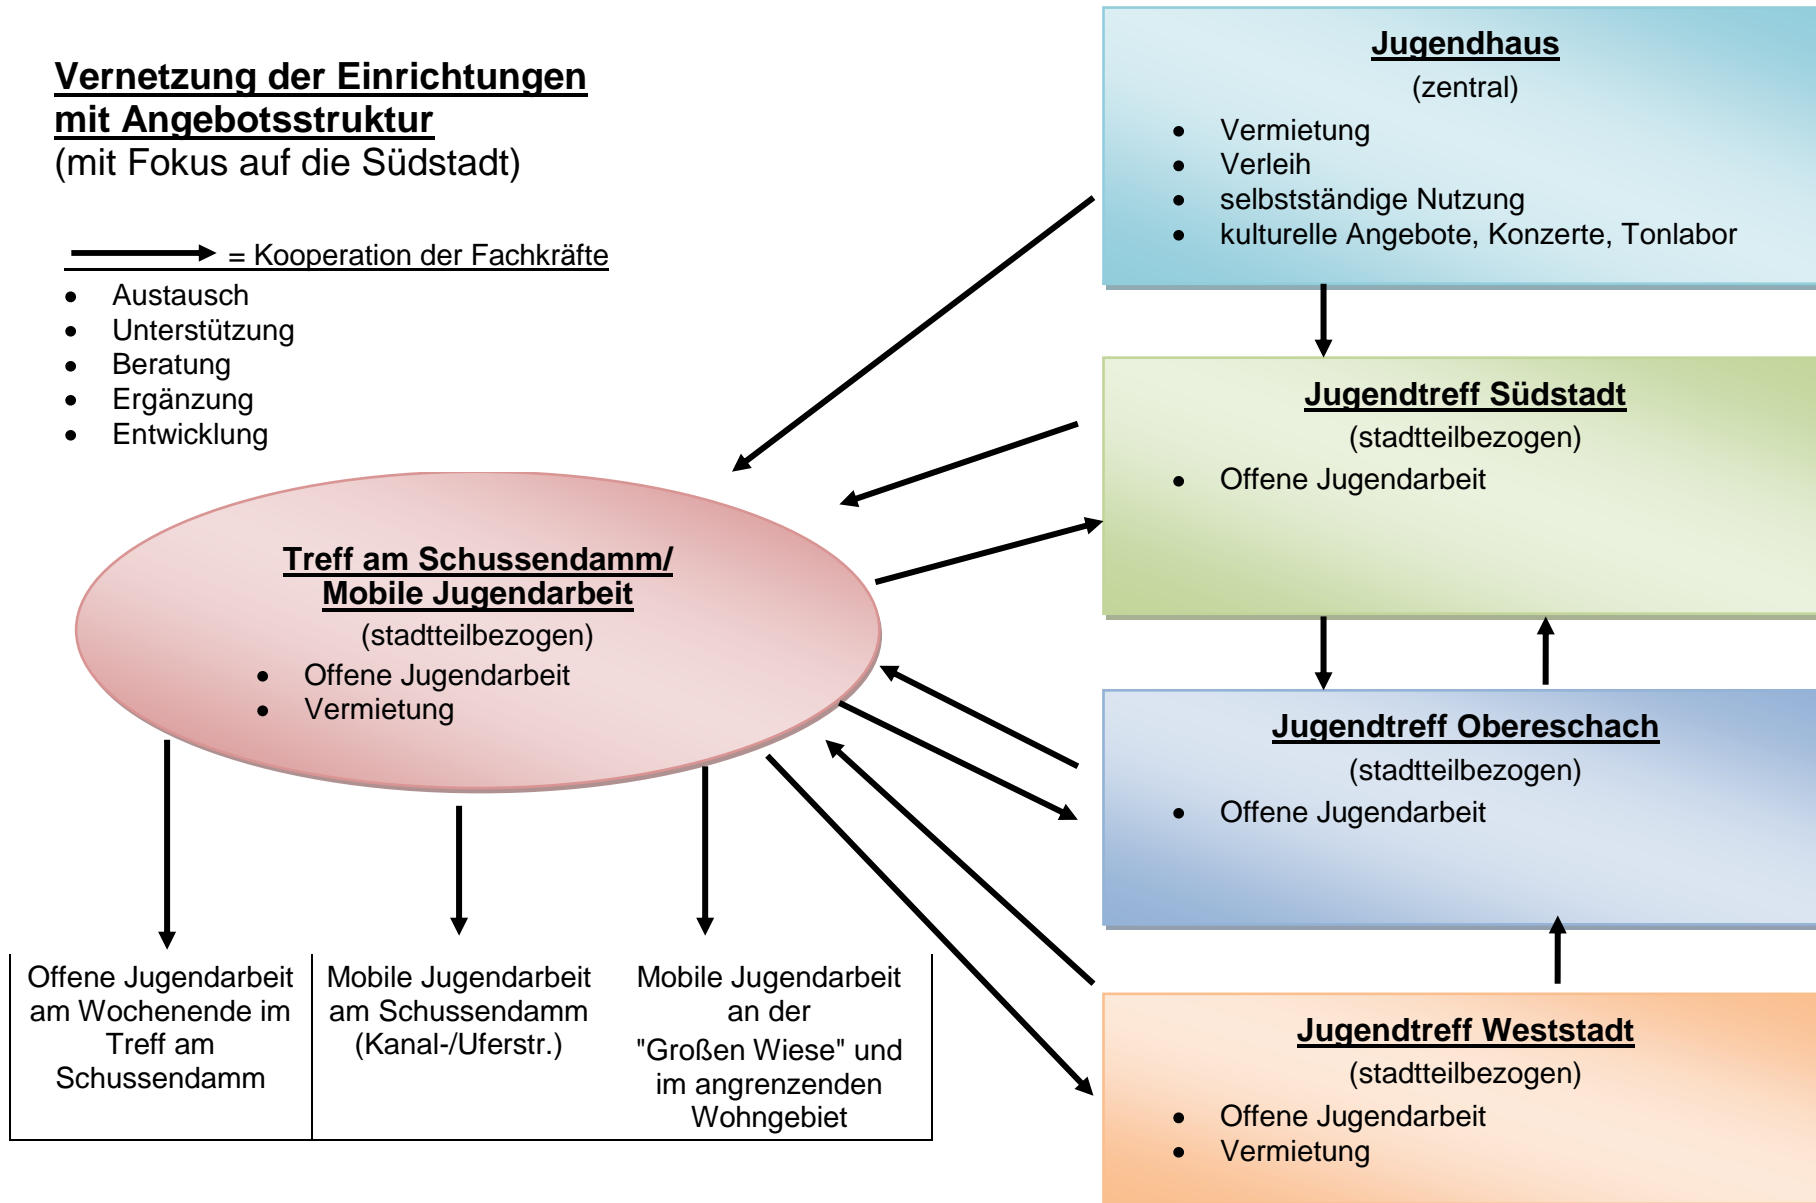 Vernetzung der Einrichtungen
mit Angebotsstruktur
(mit Fokus auf die Südstadt)
= Kooperation der Fachkräfte
• Austausch
• Unterstützung
• Beratung
• Ergänzung
• Entwicklung
Jugendhaus
(zentral)
• Vermietung
• Verleih
• selbstständige Nutzung
• kulturelle Angebote, Konzerte, Tonlabor
Jugendtreff Südstadt
(stadtteilbezogen)
• Offene Jugendarbeit
Treff am Schussendamm/
Mobile Jugendarbeit
(stadtteilbezogen)
• Offene Jugendarbeit
• Vermietung
Jugendtreff Obereschach
(stadtteilbezogen)
• Offene Jugendarbeit
Offene Jugendarbeit
am Wochenende im
Treff am
Schussendamm
Mobile Jugendarbeit
am Schussendamm
(Kanal-/Uferstr.)
Mobile Jugendarbeit
an der
"Großen Wiese" und
im angrenzenden
Wohngebiet
Jugendtreff Weststadt
(stadtteilbezogen)
• Offene Jugendarbeit
• Vermietung